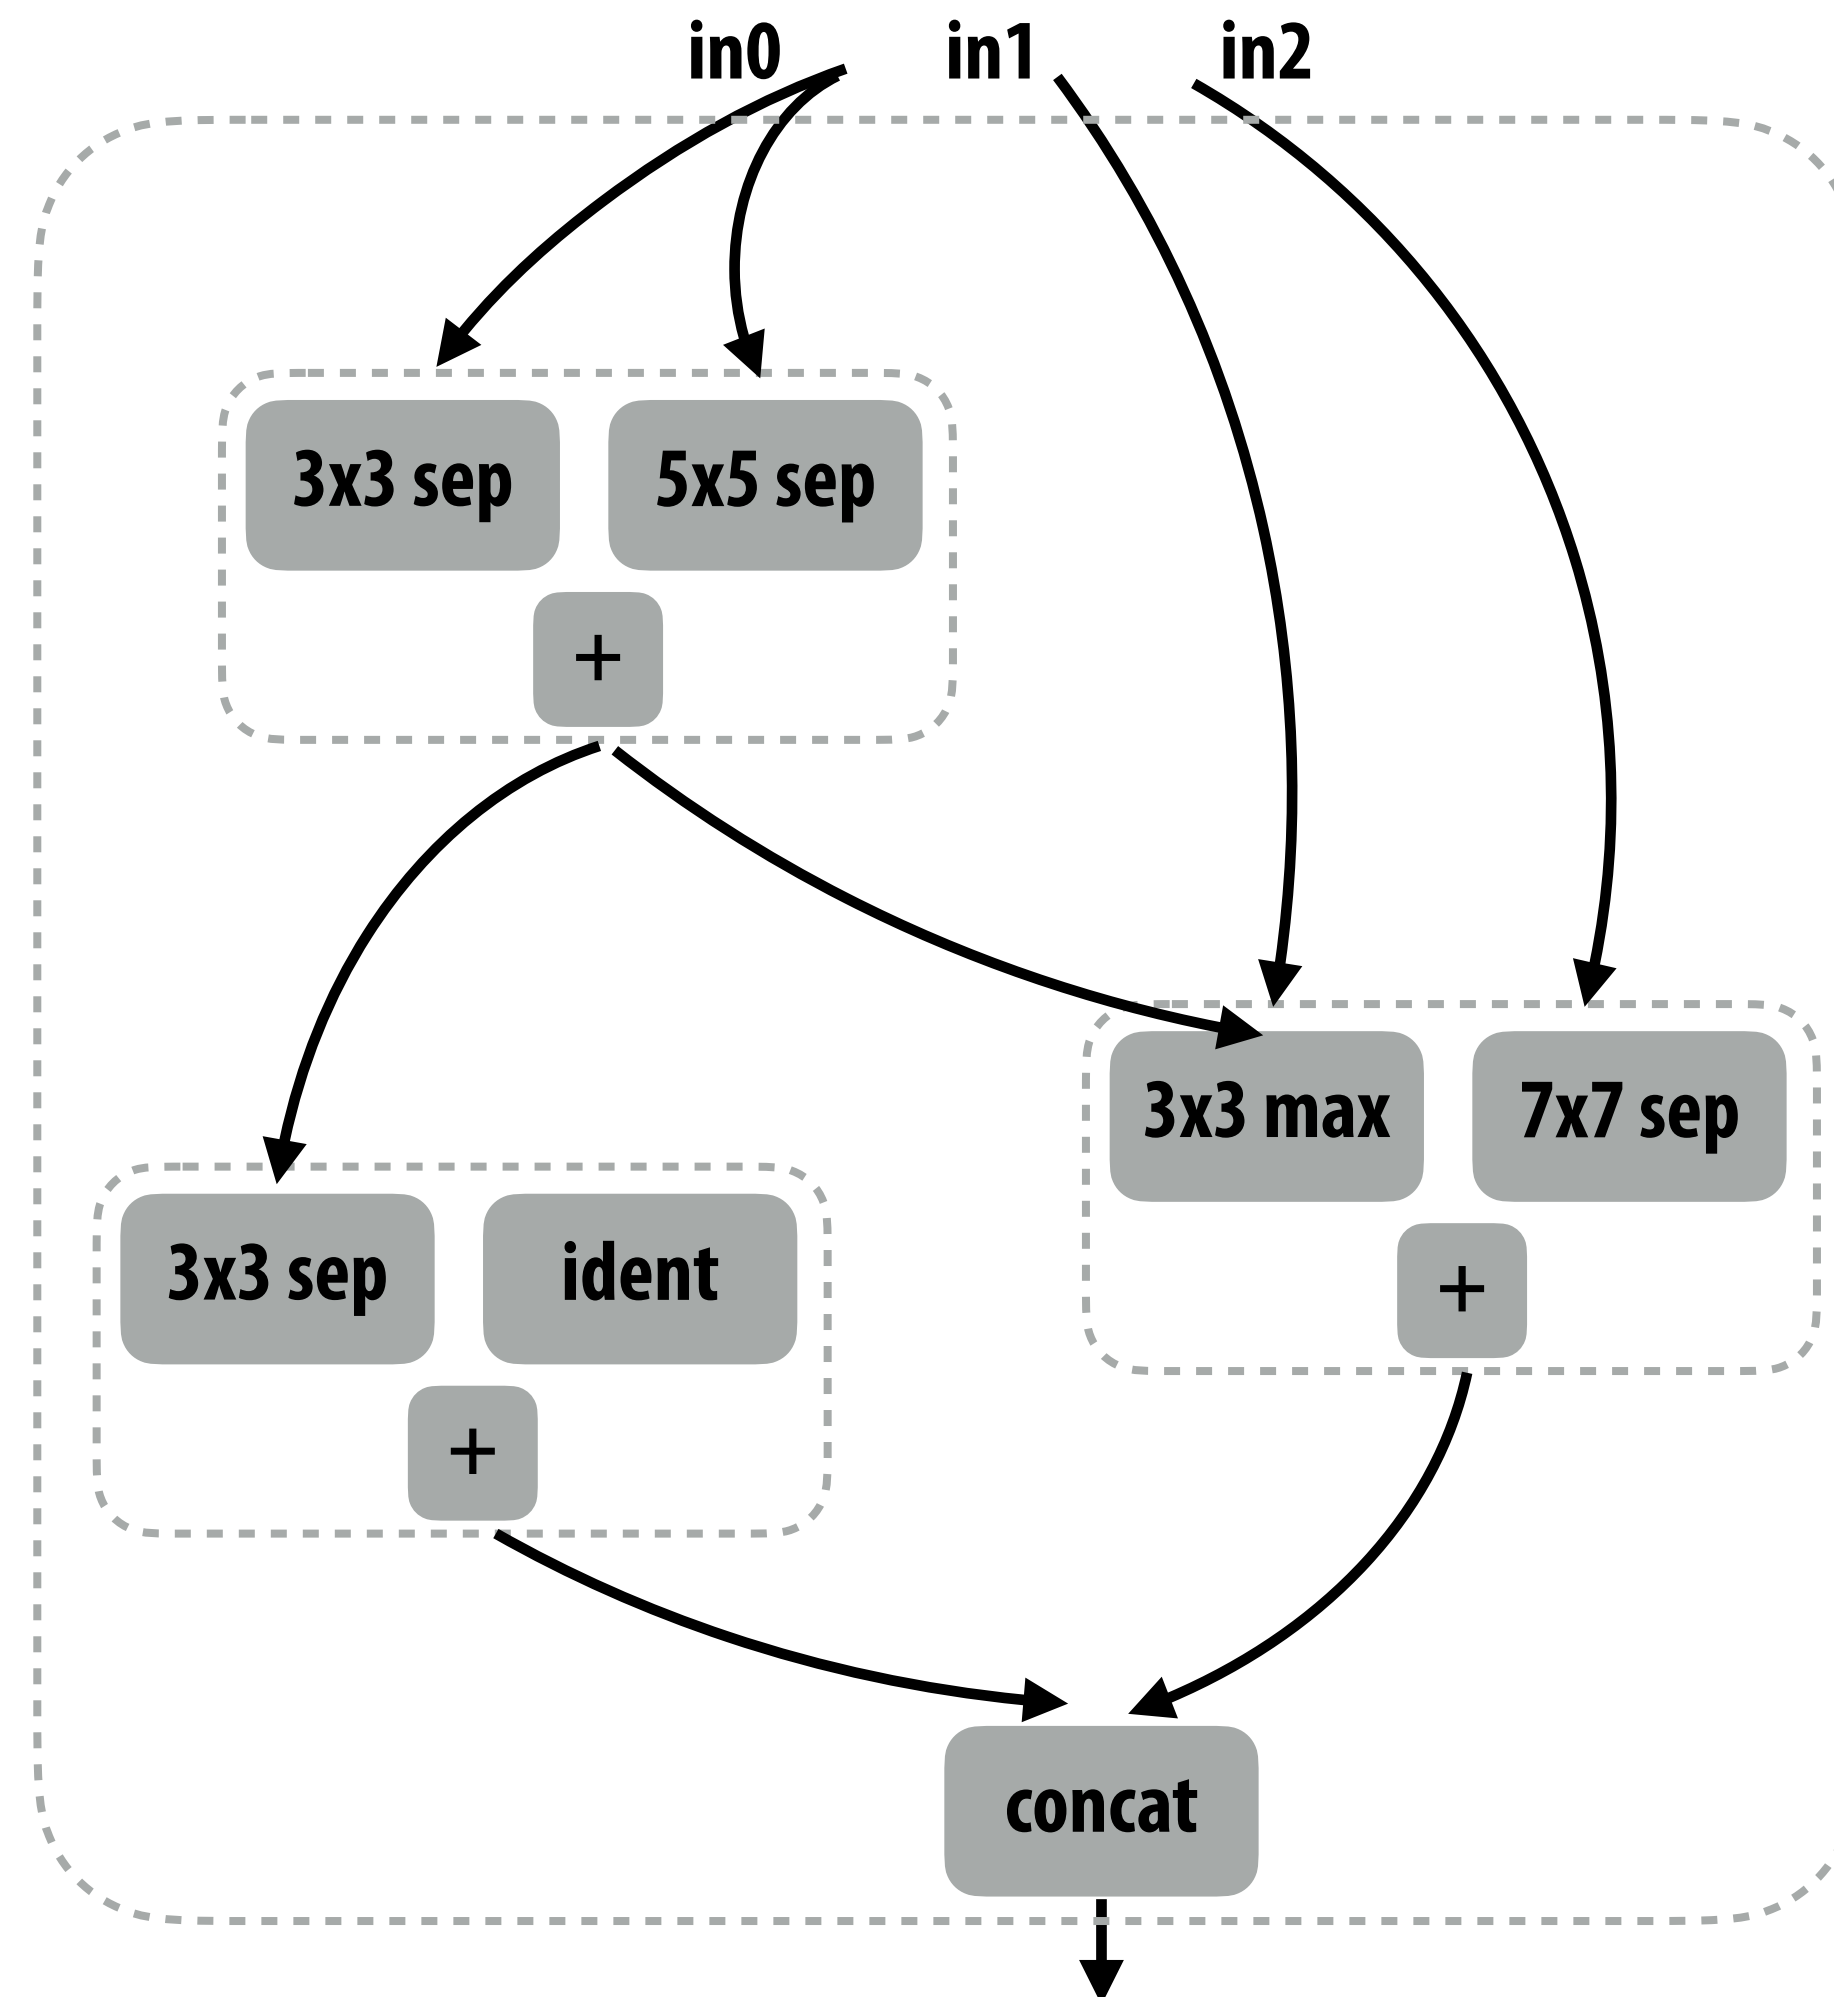 in0 in1 in2
3x3 sep 5x5 sep
+
3x3 max 7x7 sep
+
3x3 sep ident
+
concat